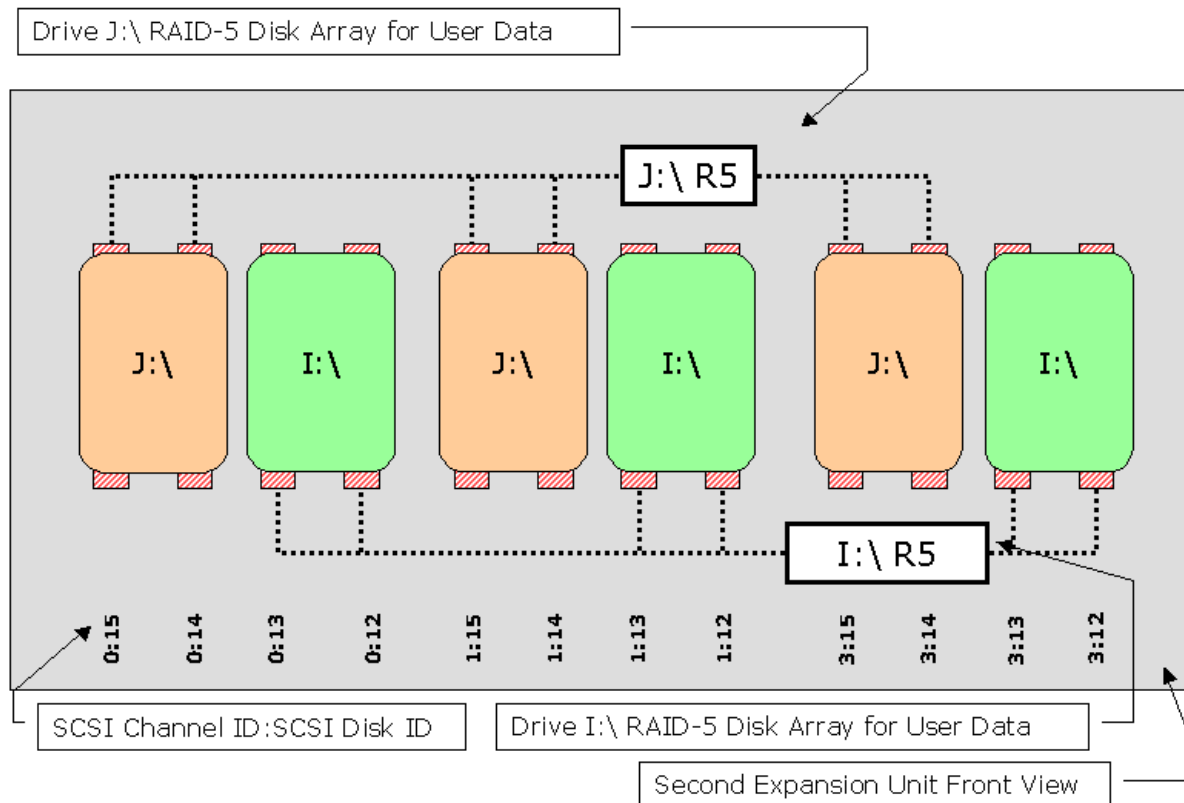 Drive J:\ RAID-5 Disk Array for User Data
J:\ R5
J:\
I:\
J:\
I:\
J:\
I:\
I:\ R5
0:15
0:14
0:13
0:12
1:15
1:14
1:13
1:12
3:15
3:14
3:13
3:12
SCSI Channel ID:SCSI Disk ID
Drive I:\ RAID-5 Disk Array for User Data
Second Expansion Unit Front View